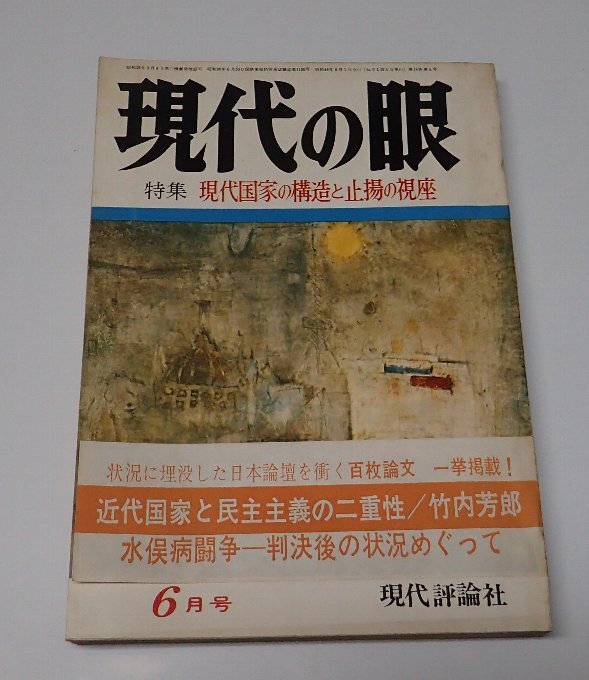 現代の眼
特集 現代国家の構造と止揚の視座
状況に埋没した日本論壇を衝く百枚論文 一挙掲載!
近代国家と民主主義の二重性/竹内芳郎
水俣病闘争―判決後の状況めぐって
6月号 現代評論社